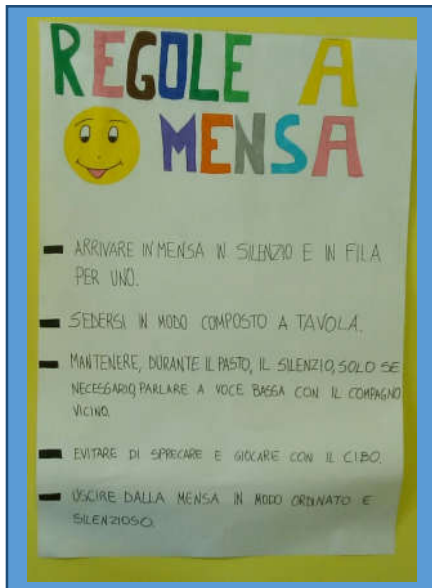 REGOLE A
MENSA
ARRIVARE IN MENSA IN SILENZIO E IN FILA
PER UNO.
SEDERSI IN MODO COMPOSTO A TAVOLA.
MANTENERE, DURANTE IL PASTO, IL SILENZIO, SOLO SE
NECESSARIO, PARLARE A VOCE BASSA CON IL COMPAGNO
VICINO.
EVITARE DI SPRECARE E GIOCARE CON IL CIBO.
USCIRE DALLA MENSA IN MODO ORDINATO E
SILENZIOSO.